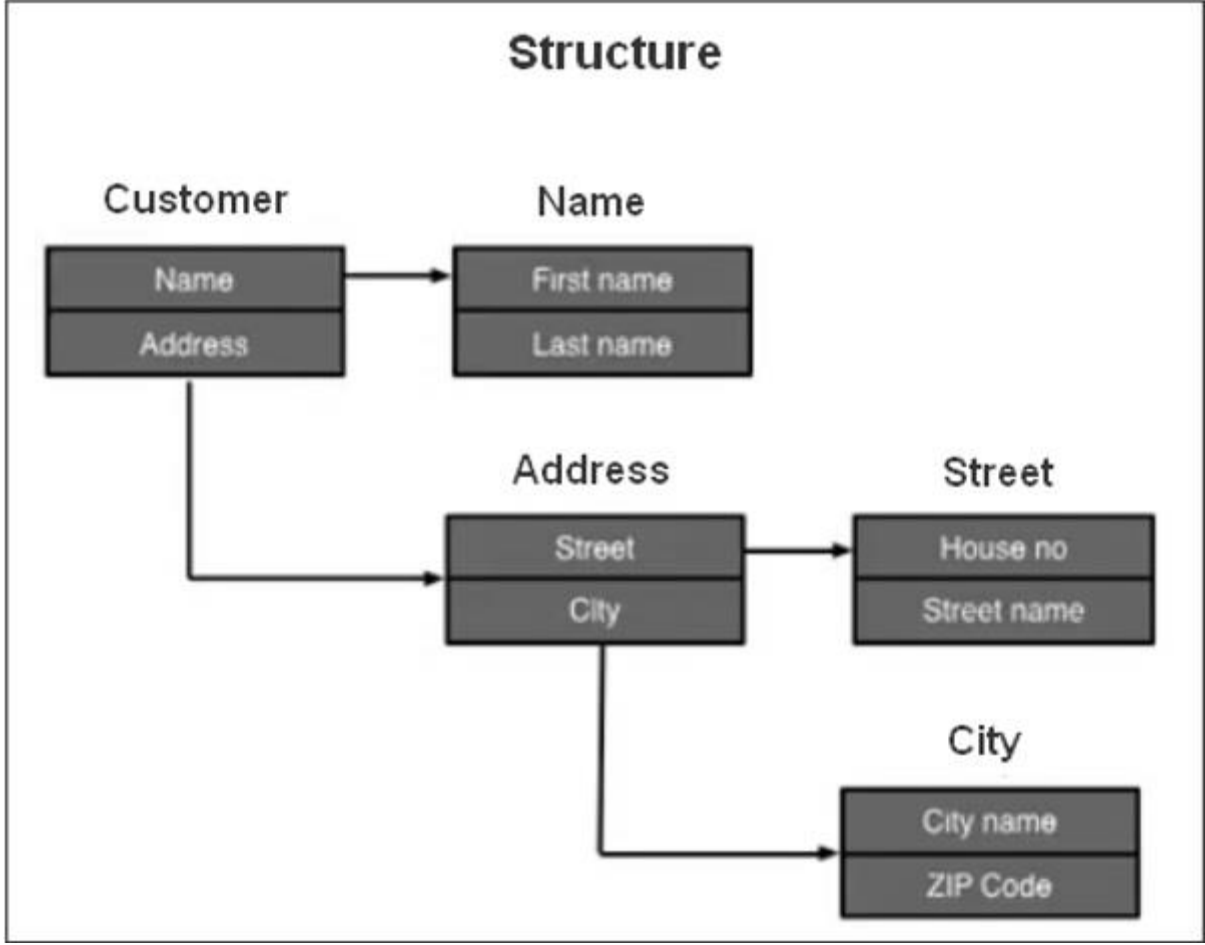 Structure
Customer
Name
Name
First name
Address
Last name
Address
Street
Street
House no
City
Street name
City
City name
ZIP Code